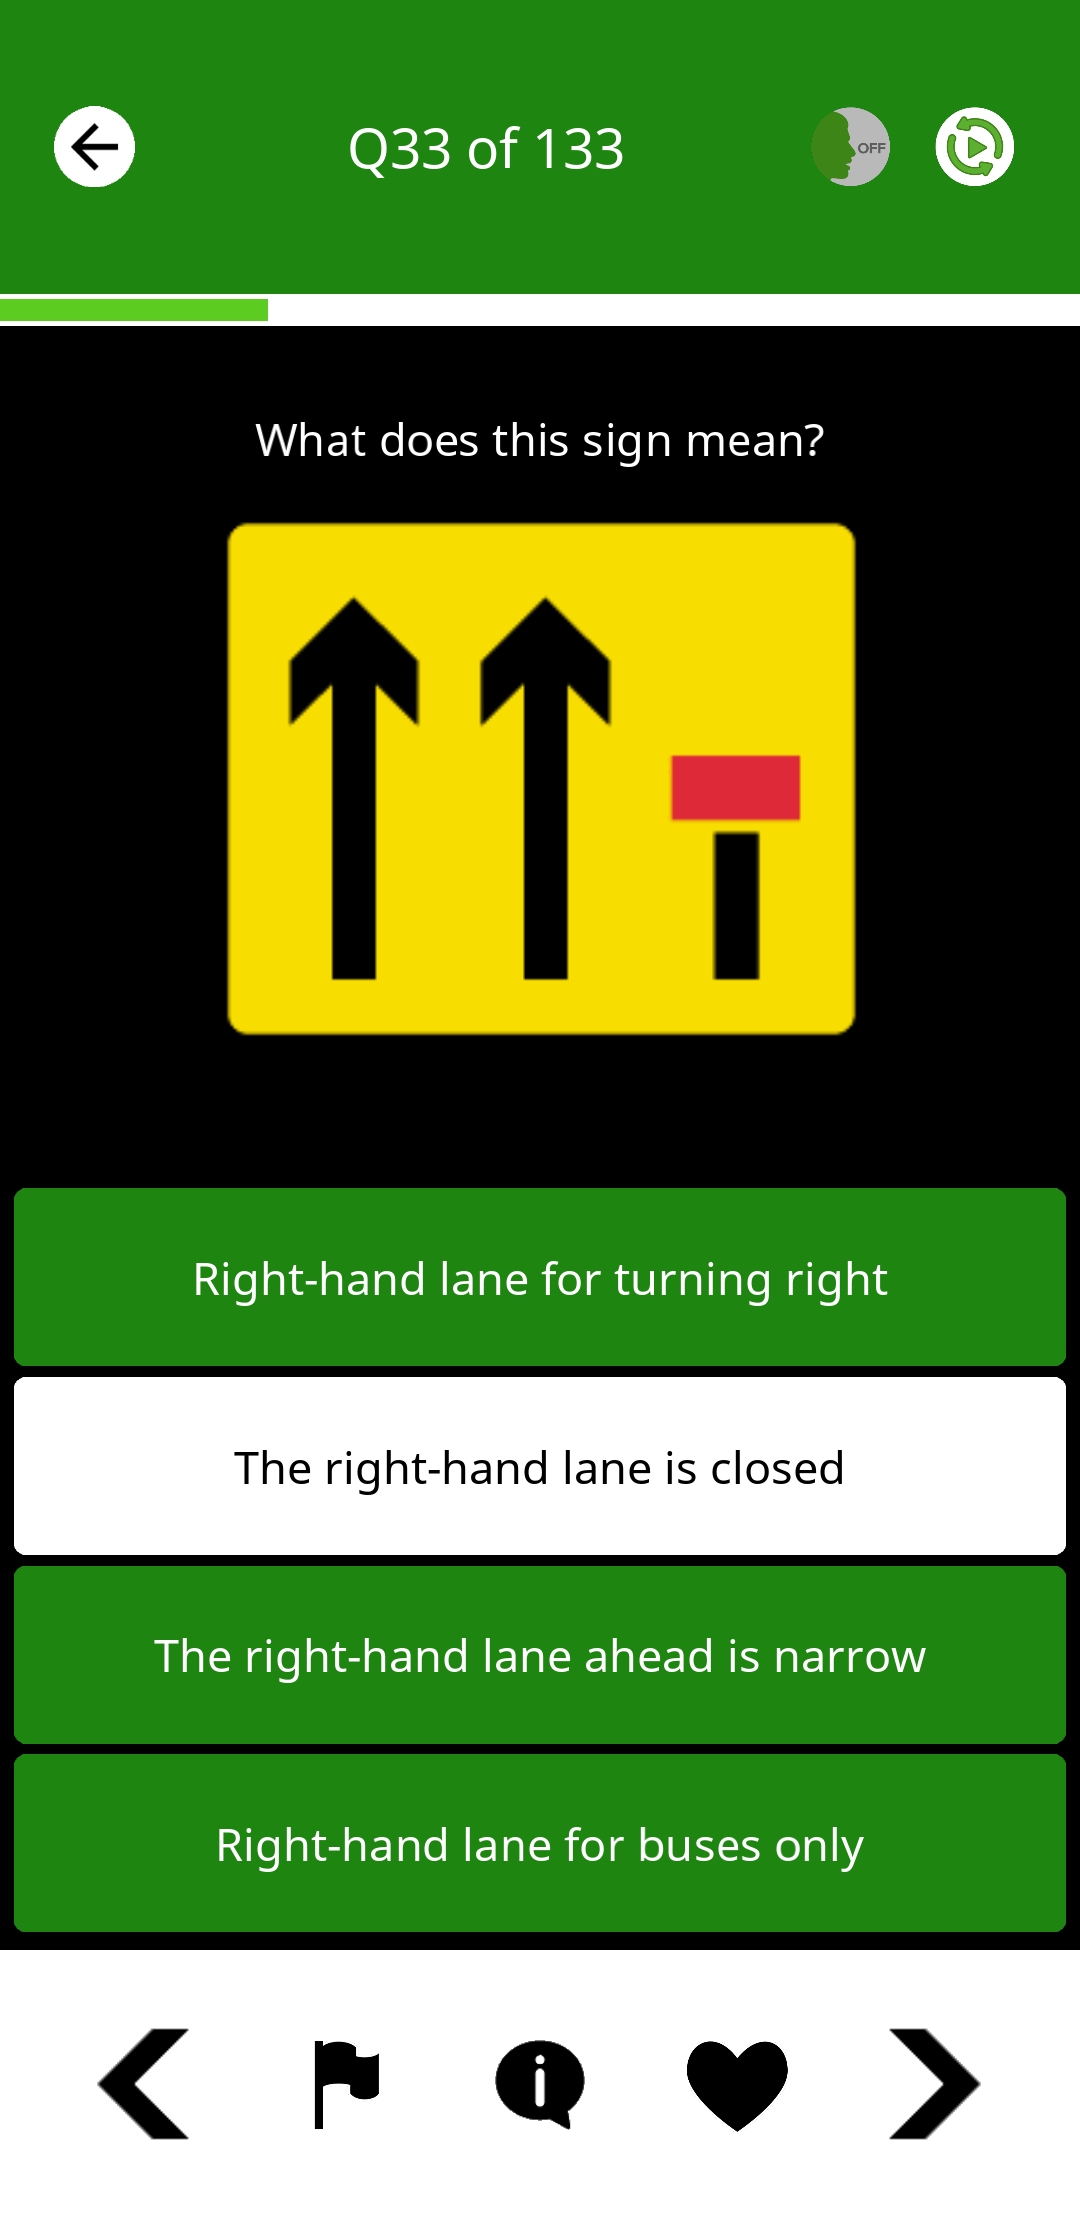 Q33 of 133
OFF
What does this sign mean?
Right-hand lane for turning right
The right-hand lane is closed
The right-hand lane ahead is narrow
Right-hand lane for buses only